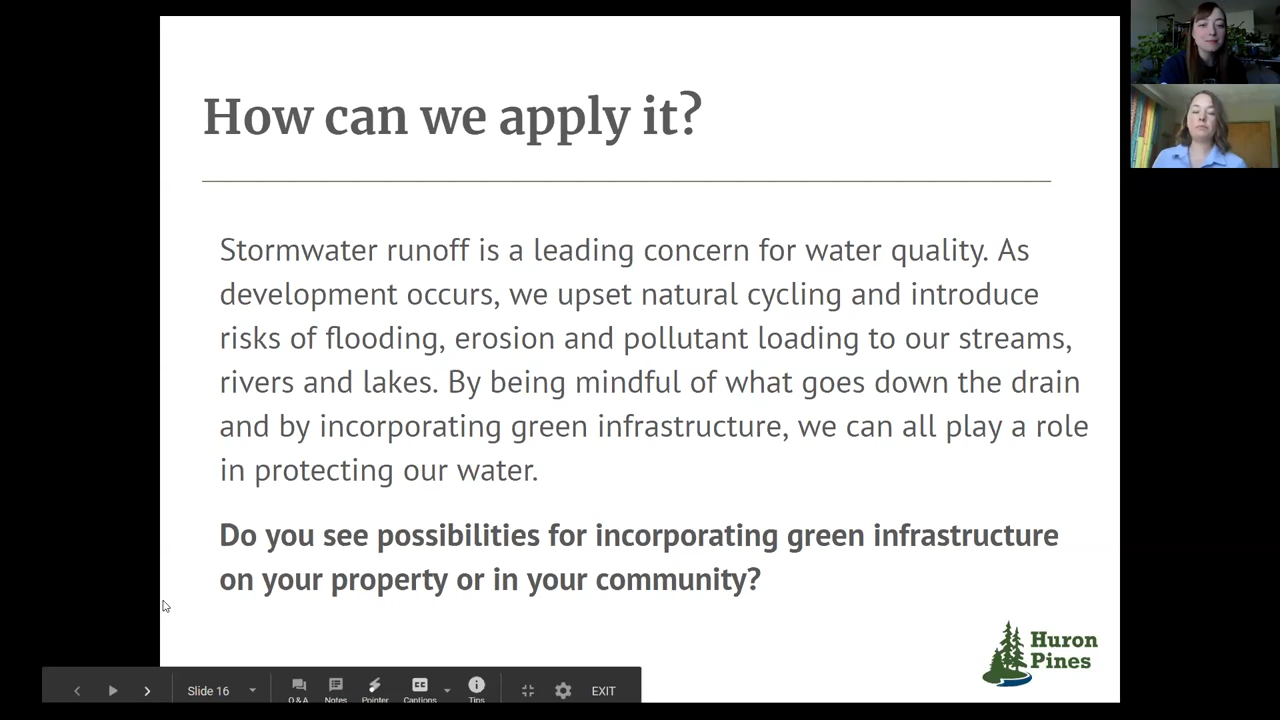 How can we apply it?
Stormwater runoff is a leading concern for water quality. As
development occurs, we upset natural cycling and introduce
risks of flooding, erosion and pollutant loading to our streams,
rivers and lakes. By being mindful of what goes down the drain
and by incorporating green infrastructure, we can all play a role
in protecting our water.
Do you see possibilities for incorporating green infrastructure
on your property or in your community?
Huron
Pines
Slide 16
Q&A
Notes
Pointer
Captions
Tips
EXIT